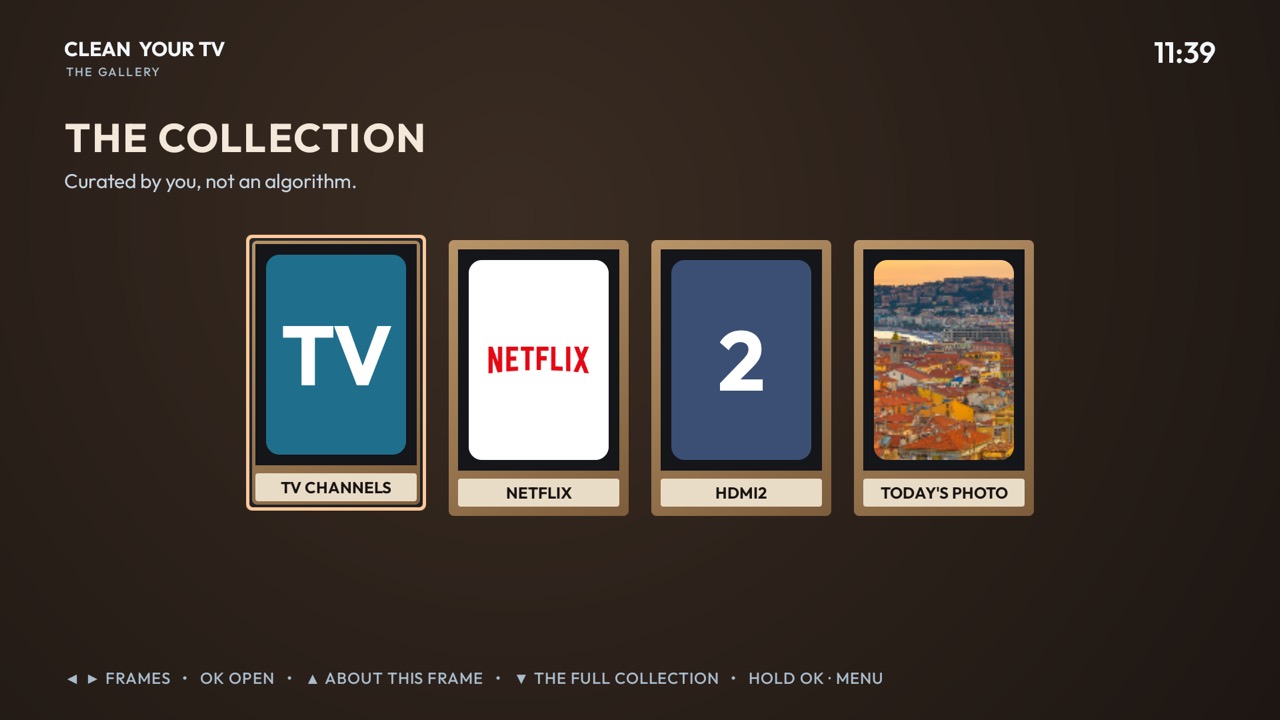 CLEAN YOUR TV
THE GALLERY
11:39
THE COLLECTION
Curated by you, not an algorithm.
TV
NETFLIX
2
TV CHANNELS
NETFLIX
HDMI2
TODAY'S PHOTO
◄ ► FRAMES • OK OPEN • ▲ ABOUT THIS FRAME • ▼ THE FULL COLLECTION • HOLD OK · MENU